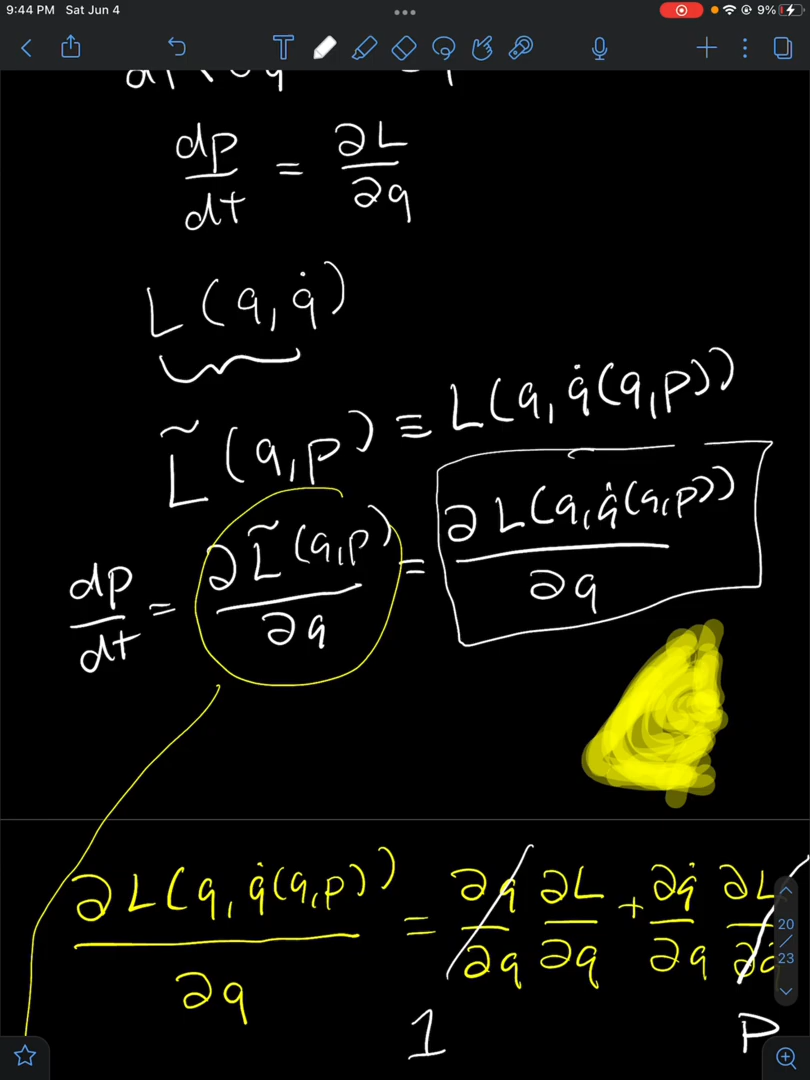 9:44 PM Sat Jun 4 9%
dp/dt = ∂L/∂q
L(q, q̇)
L̃(q,p) ≡ L(q, q̇(q,p))
dp/dt = ∂L̃(q,p)/∂q = ∂L(q, q̇(q,p))/∂q
∂L(q, q̇(q,p))/∂q = ∂q/∂q ∂L/∂q + ∂q̇/∂q ∂L/∂
1 P
20/23